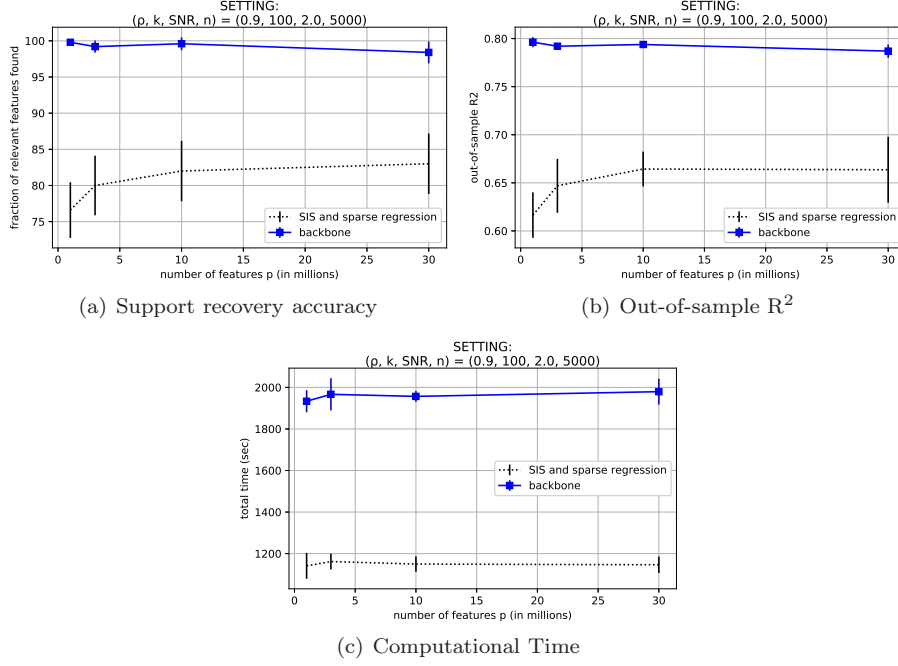 SETTING:
(ρ, k, SNR, n) = (0.9, 100, 2.0, 5000)
100
95
90
85
80
75
fraction of relevant features found
SIS and sparse regression
backbone
0 5 10 15 20 25 30
number of features p (in millions)
(a) Support recovery accuracy
SETTING:
(ρ, k, SNR, n) = (0.9, 100, 2.0, 5000)
0.80
0.75
0.70
0.65
0.60
out-of-sample R2
SIS and sparse regression
backbone
0 5 10 15 20 25 30
number of features p (in millions)
(b) Out-of-sample R²
SETTING:
(ρ, k, SNR, n) = (0.9, 100, 2.0, 5000)
2000
1800
1600
1400
1200
total time (sec)
SIS and sparse regression
backbone
0 5 10 15 20 25 30
number of features p (in millions)
(c) Computational Time